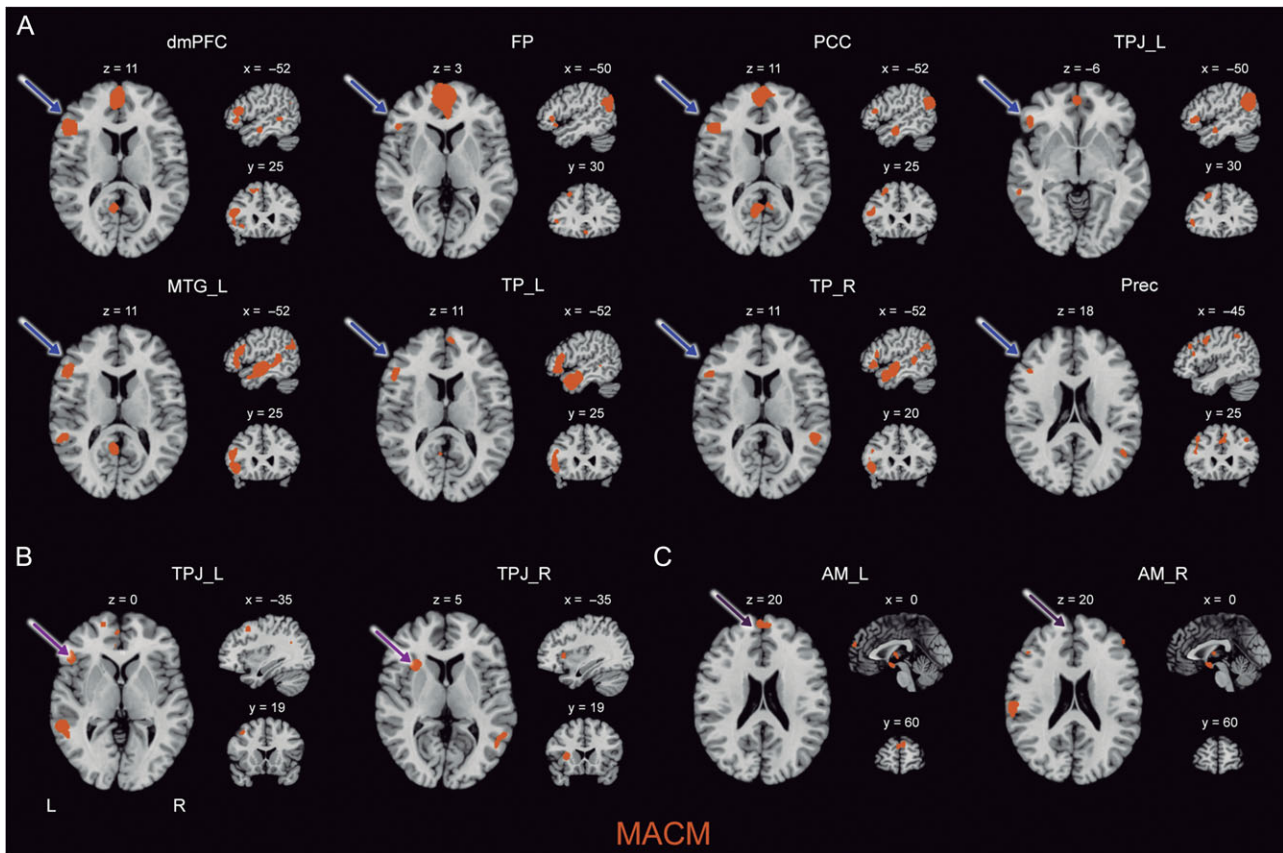 A
dmPFC
FP
PCC
TPJ_L
z = 11
x = −52
z = 3
x = −50
z = 11
x = −52
z = −6
x = −50
y = 25
y = 30
y = 25
y = 30
MTG_L
TP_L
TP_R
Prec
z = 11
x = −52
z = 11
x = −52
z = 11
x = −52
z = 18
x = −45
y = 25
y = 25
y = 20
y = 25
B
C
TPJ_L
TPJ_R
AM_L
AM_R
z = 0
x = −35
z = 5
x = −35
z = 20
x = 0
z = 20
x = 0
y = 19
y = 19
y = 60
y = 60
L
R
MACM